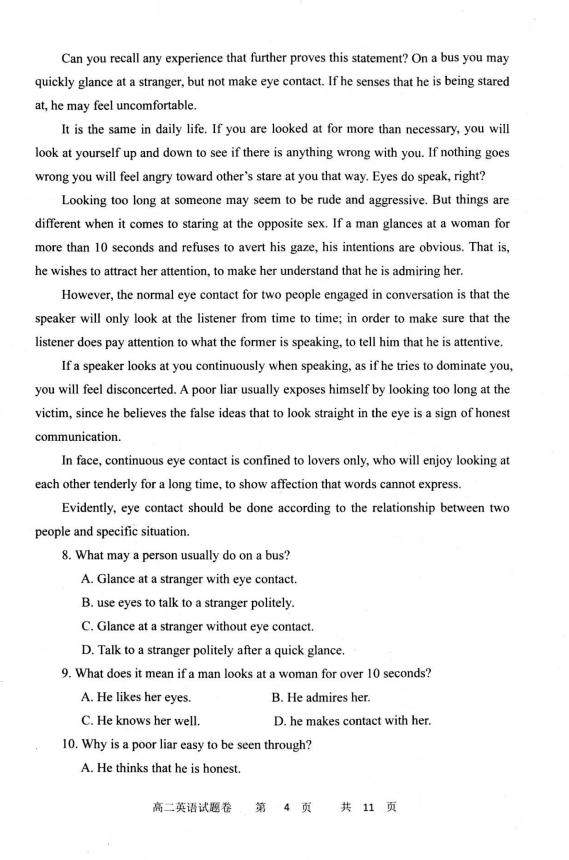 Can you recall any experience that further proves this statement? On a bus you may
quickly glance at a stranger, but not make eye contact. If he senses that he is being stared
at, he may feel uncomfortable.
It is the same in daily life. If you are looked at for more than necessary, you will
look at yourself up and down to see if there is anything wrong with you. If nothing goes
wrong you will feel angry toward other's stare at you that way. Eyes do speak, right?
Looking too long at someone may seem to be rude and aggressive. But things are
different when it comes to staring at the opposite sex. If a man glances at a woman for
more than 10 seconds and refuses to avert his gaze, his intentions are obvious. That is,
he wishes to attract her attention, to make her understand that he is admiring her.
However, the normal eye contact for two people engaged in conversation is that the
speaker will only look at the listener from time to time; in order to make sure that the
listener does pay attention to what the former is speaking, to tell him that he is attentive.
If a speaker looks at you continuously when speaking, as if he tries to dominate you,
you will feel disconcerted. A poor liar usually exposes himself by looking too long at the
victim, since he believes the false ideas that to look straight in the eye is a sign of honest
communication.
In face, continuous eye contact is confined to lovers only, who will enjoy looking at
each other tenderly for a long time, to show affection that words cannot express.
Evidently, eye contact should be done according to the relationship between two
people and specific situation.
8. What may a person usually do on a bus?
A. Glance at a stranger with eye contact.
B. use eyes to talk to a stranger politely.
C. Glance at a stranger without eye contact.
D. Talk to a stranger politely after a quick glance.
9. What does it mean if a man looks at a woman for over 10 seconds?
A. He likes her eyes. B. He admires her.
C. He knows her well. D. he makes contact with her.
10. Why is a poor liar easy to be seen through?
A. He thinks that he is honest.
高二英语试题卷 第 4 页 共 11 页